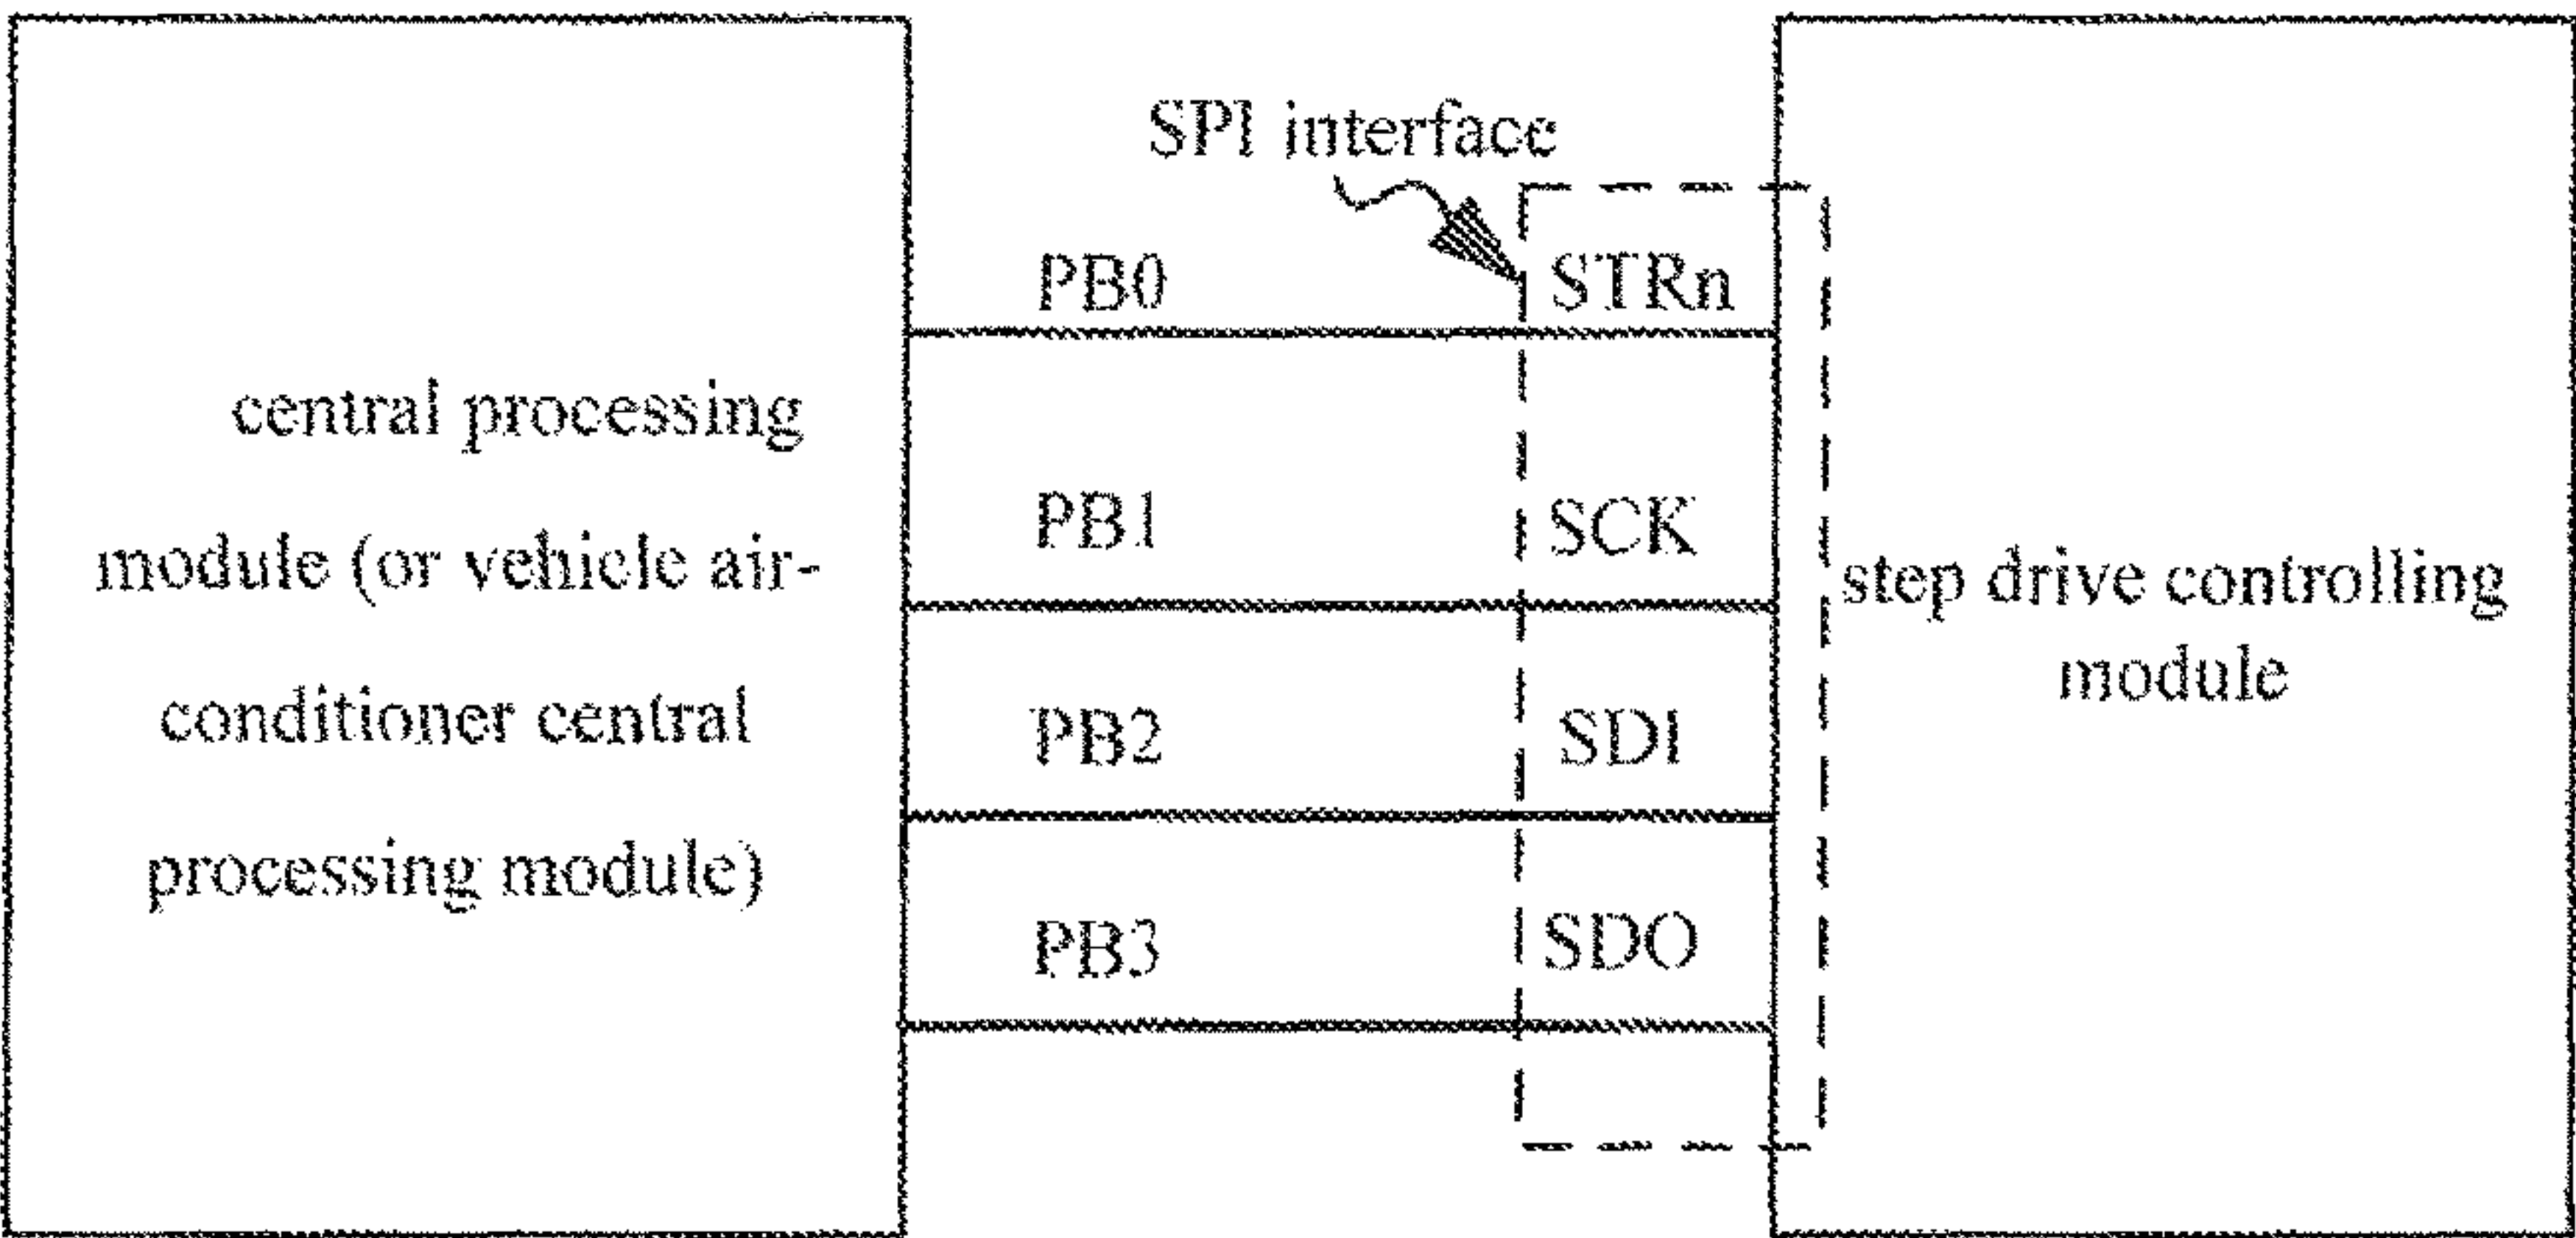 SPI interface
PB0
STRn
central processing
module (or vehicle air-
conditioner central
processing module)
PB1
SCK
PB2
SDI
PB3
SDO
step drive controlling
module